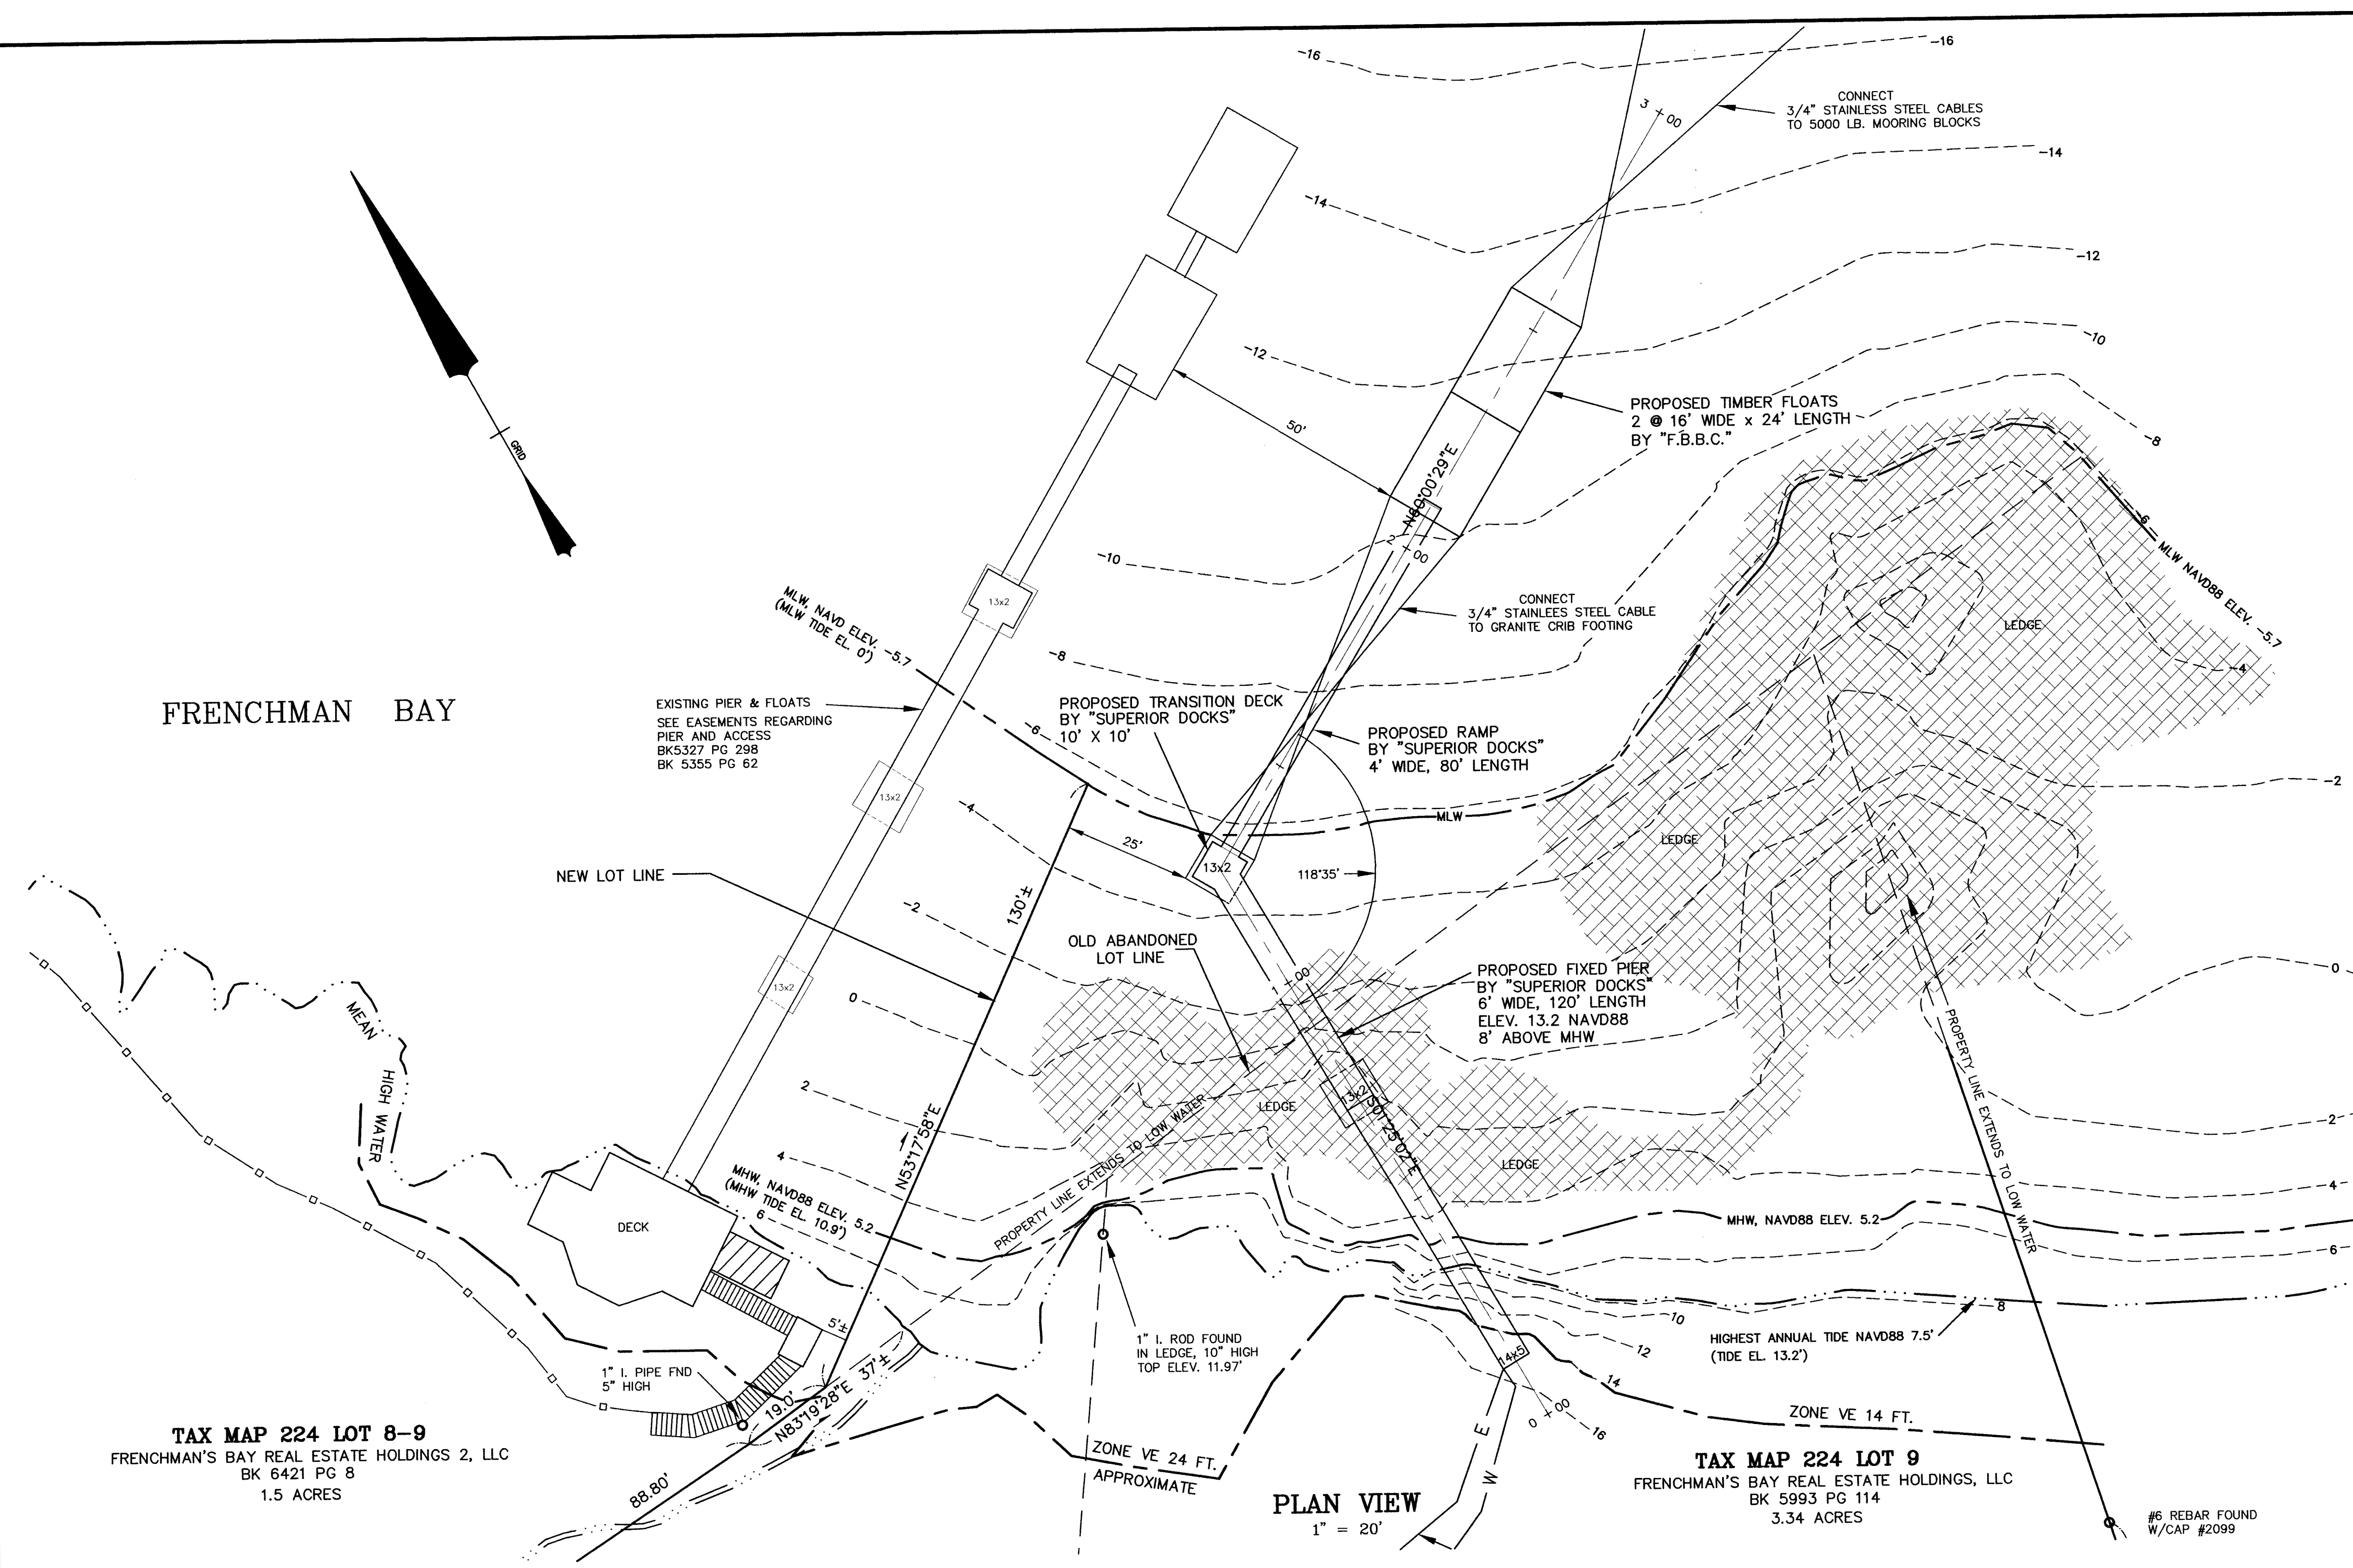 -16
-16
CONNECT
3/4" STAINLESS STEEL CABLES
TO 5000 LB. MOORING BLOCKS
3 + 00
-14
-14
-12
-12
-10
-8
GRID
50'
PROPOSED TIMBER FLOATS
2 @ 16' WIDE x 24' LENGTH
BY "F.B.B.C."
N60°00'29"E
2 + 00
-10
-6
MLW NAVD88 ELEV. -5.7
LEDGE
-4
13x2
MLW, NAVD ELEV. -5.7
(MLW TIDE EL. 0')
CONNECT
3/4" STAINLEES STEEL CABLE
TO GRANITE CRIB FOOTING
-8
FRENCHMAN BAY
EXISTING PIER & FLOATS
SEE EASEMENTS REGARDING
PIER AND ACCESS
BK5327 PG 298
BK 5355 PG 62
-6
PROPOSED TRANSITION DECK
BY "SUPERIOR DOCKS"
10' X 10'
PROPOSED RAMP
BY "SUPERIOR DOCKS"
4' WIDE, 80' LENGTH
-2
13x2
-4
MLW
LEDGE
25'
13x2
118°35'
NEW LOT LINE
130'±
-2
OLD ABANDONED
LOT LINE
00
PROPOSED FIXED PIER
BY "SUPERIOR DOCKS"
6' WIDE, 120' LENGTH
ELEV. 13.2 NAVD88
8' ABOVE MHW
0
13x2
0
MEAN
HIGH WATER
PROPERTY LINE EXTENDS TO LOW WATER
2
13x2
LEDGE
S01°25'02"E
-2
N53°17'58"E
PROPERTY LINE EXTENDS TO LOW WATER
4
LEDGE
-4
MHW, NAVD88 ELEV. 5.2
(MHW TIDE EL. 10.9')
6
DECK
MHW, NAVD88 ELEV. 5.2
-6
8
HIGHEST ANNUAL TIDE NAVD88 7.5'
(TIDE EL. 13.2')
10
12
14
16
5'±
1" I. ROD FOUND
IN LEDGE, 10" HIGH
TOP ELEV. 11.97'
14x5
0 + 00
1" I. PIPE FND
5" HIGH
19.0'
N83°19'28"E 37'±
88.80'
ZONE VE 14 FT.
ZONE VE 24 FT.
APPROXIMATE
E
W
TAX MAP 224 LOT 8-9
FRENCHMAN'S BAY REAL ESTATE HOLDINGS 2, LLC
BK 6421 PG 8
1.5 ACRES
PLAN VIEW
1" = 20'
TAX MAP 224 LOT 9
FRENCHMAN'S BAY REAL ESTATE HOLDINGS, LLC
BK 5993 PG 114
3.34 ACRES
#6 REBAR FOUND
W/CAP #2099